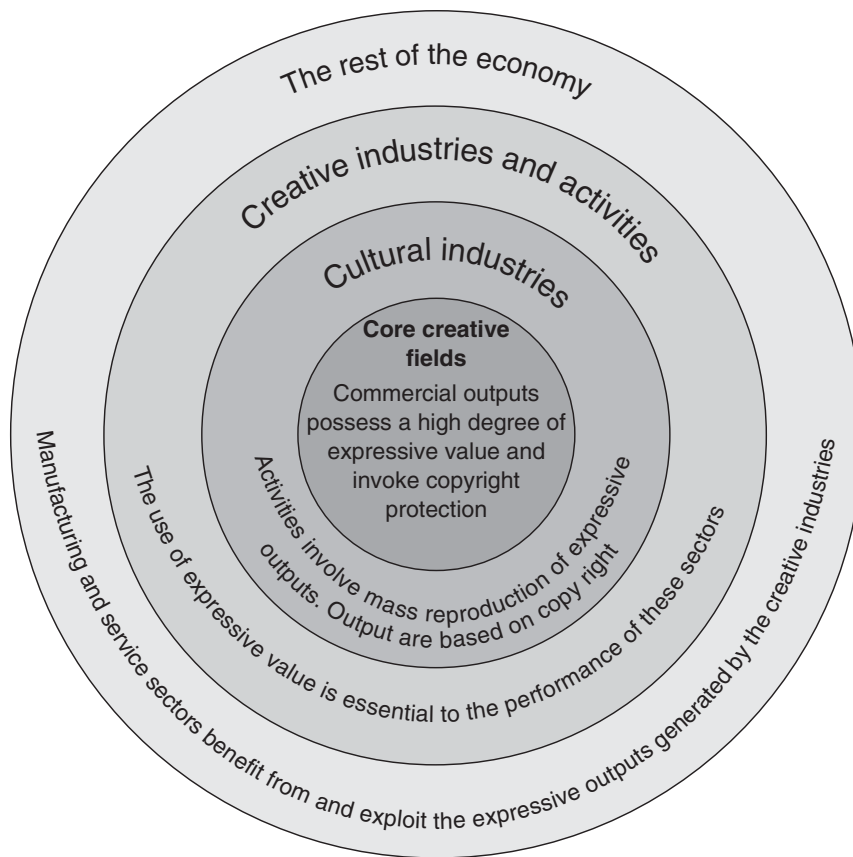 The rest of the economy
Creative industries and activities
Cultural industries
Core creative
fields
Commercial outputs
possess a high degree of
expressive value and
invoke copyright
protection
Activities involve mass reproduction of expressive
outputs. Output are based on copy right
The use of expressive value is essential to the performance of these sectors
Manufacturing and service sectors benefit from and exploit the expressive outputs generated by the creative industries